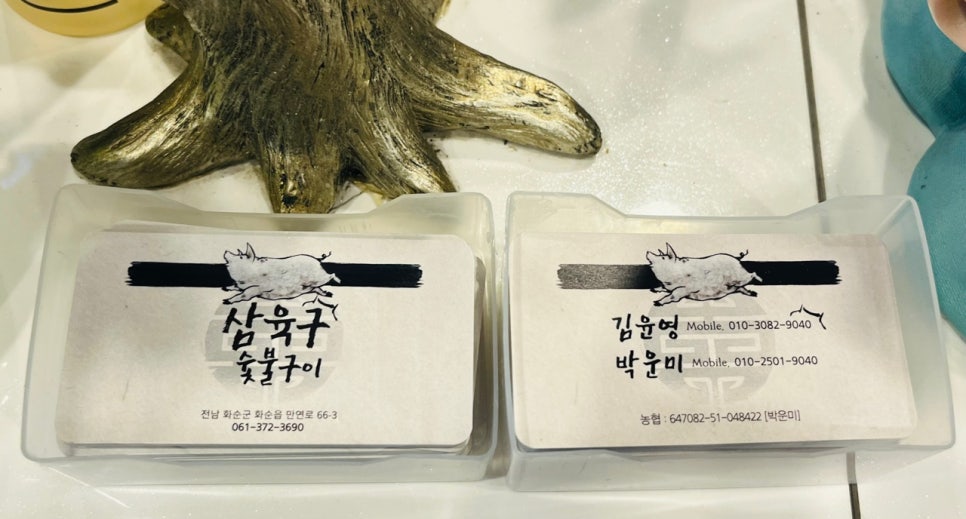 삼육구
숯불구이
전남 화순군 화순읍 만연로 66-3
061-372-3690
김윤영 Mobile. 010-3082-9040
박운미 Mobile. 010-2501-9040
농협 : 647082-51-048422 [박운미]